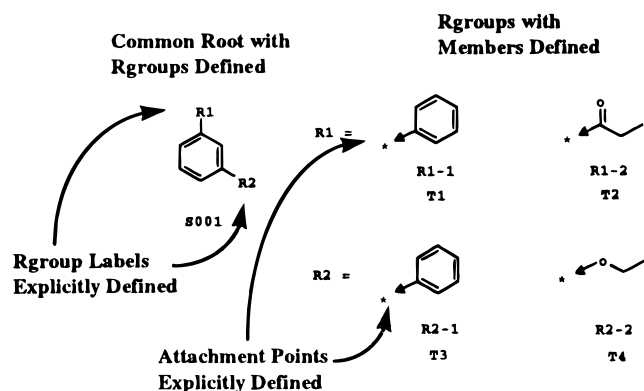 Common Root with
Rgroups Defined
Rgroups with
Members Defined
R1
R2
S001
R1 =
*
R1-1
T1
O
*
R1-2
T2
Rgroup Labels
Explicitly Defined
R2 =
*
R2-1
T3
*
O
R2-2
T4
Attachment Points
Explicitly Defined